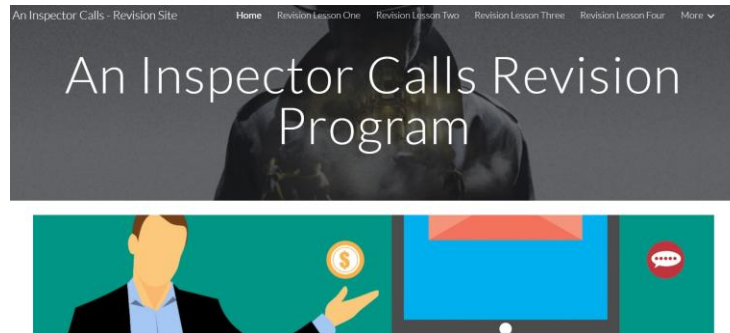 An Inspector Calls - Revision Site Home Revision Lesson One Revision Lesson Two Revision Lesson Three Revision Lesson Four More
An Inspector Calls Revision
Program
$